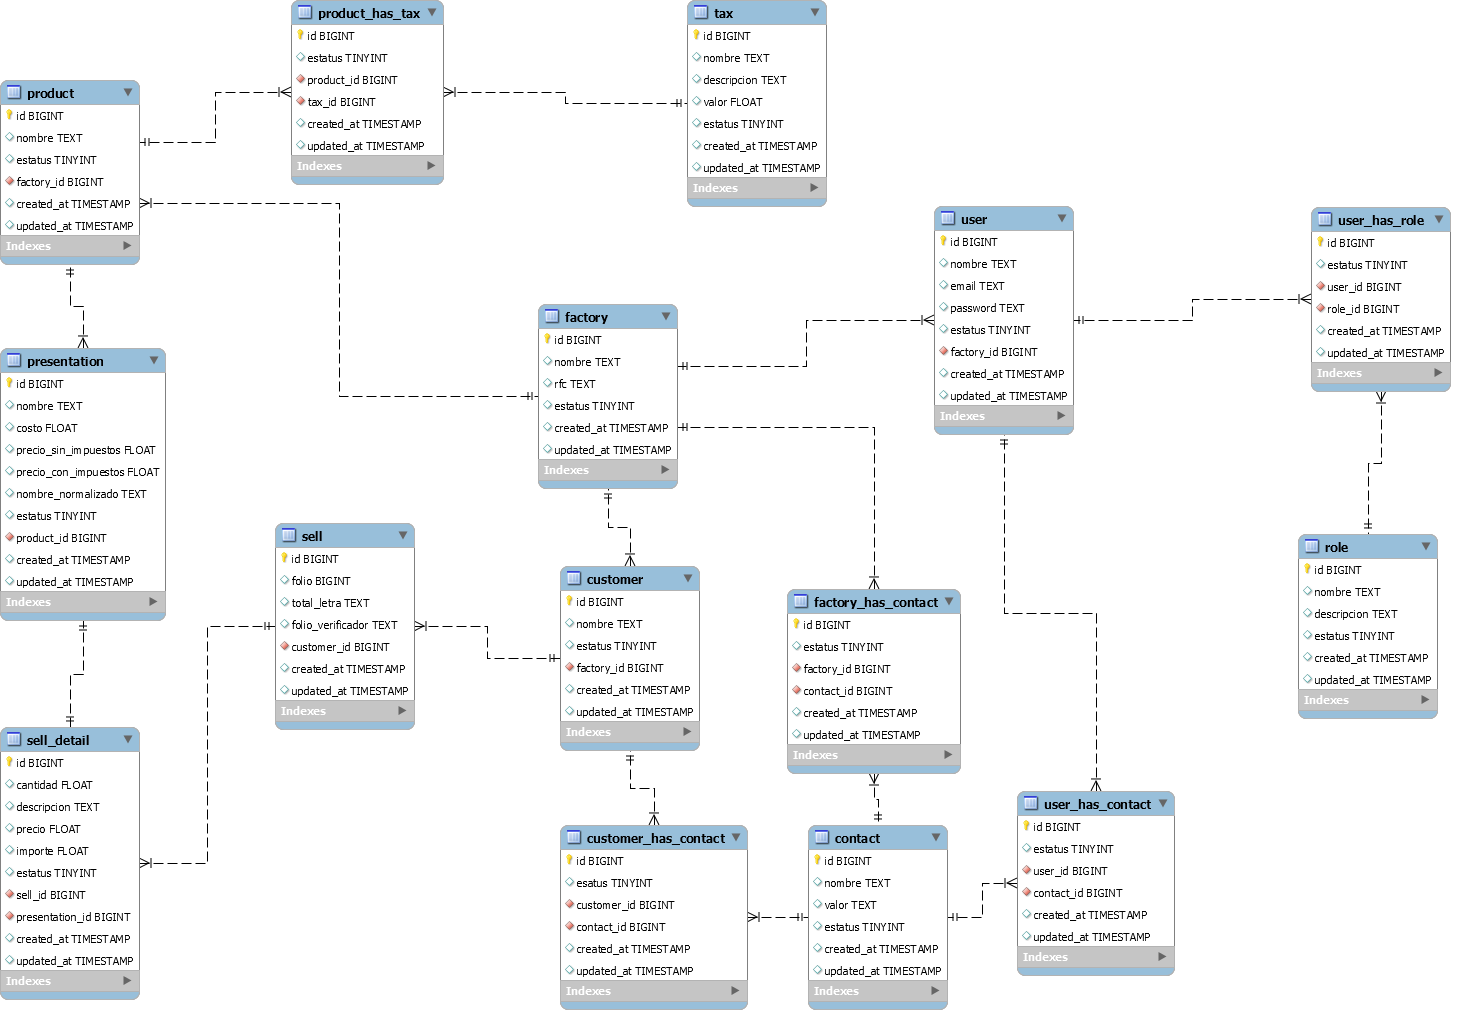 product_has_tax
id BIGINT
estatus TINYINT
product_id BIGINT
tax_id BIGINT
created_at TIMESTAMP
updated_at TIMESTAMP
Indexes
tax
id BIGINT
nombre TEXT
descripcion TEXT
valor FLOAT
estatus TINYINT
created_at TIMESTAMP
updated_at TIMESTAMP
Indexes
product
id BIGINT
nombre TEXT
estatus TINYINT
factory_id BIGINT
created_at TIMESTAMP
updated_at TIMESTAMP
Indexes
user
id BIGINT
nombre TEXT
email TEXT
password TEXT
estatus TINYINT
factory_id BIGINT
created_at TIMESTAMP
updated_at TIMESTAMP
Indexes
user_has_role
id BIGINT
estatus TINYINT
user_id BIGINT
role_id BIGINT
created_at TIMESTAMP
updated_at TIMESTAMP
Indexes
factory
id BIGINT
nombre TEXT
rfc TEXT
estatus TINYINT
created_at TIMESTAMP
updated_at TIMESTAMP
Indexes
presentation
id BIGINT
nombre TEXT
costo FLOAT
precio_sin_impuestos FLOAT
precio_con_impuestos FLOAT
nombre_normalizado TEXT
estatus TINYINT
product_id BIGINT
created_at TIMESTAMP
updated_at TIMESTAMP
Indexes
sell
id BIGINT
folio BIGINT
total_letra TEXT
folio_verificador TEXT
customer_id BIGINT
created_at TIMESTAMP
updated_at TIMESTAMP
Indexes
customer
id BIGINT
nombre TEXT
estatus TINYINT
factory_id BIGINT
created_at TIMESTAMP
updated_at TIMESTAMP
Indexes
factory_has_contact
id BIGINT
estatus TINYINT
factory_id BIGINT
contact_id BIGINT
created_at TIMESTAMP
updated_at TIMESTAMP
Indexes
role
id BIGINT
nombre TEXT
descripcion TEXT
estatus TINYINT
created_at TIMESTAMP
updated_at TIMESTAMP
Indexes
sell_detail
id BIGINT
cantidad FLOAT
descripcion TEXT
precio FLOAT
importe FLOAT
estatus TINYINT
sell_id BIGINT
presentation_id BIGINT
created_at TIMESTAMP
updated_at TIMESTAMP
Indexes
customer_has_contact
id BIGINT
esatus TINYINT
customer_id BIGINT
contact_id BIGINT
created_at TIMESTAMP
updated_at TIMESTAMP
Indexes
contact
id BIGINT
nombre TEXT
valor TEXT
estatus TINYINT
created_at TIMESTAMP
updated_at TIMESTAMP
Indexes
user_has_contact
id BIGINT
estatus TINYINT
user_id BIGINT
contact_id BIGINT
created_at TIMESTAMP
updated_at TIMESTAMP
Indexes